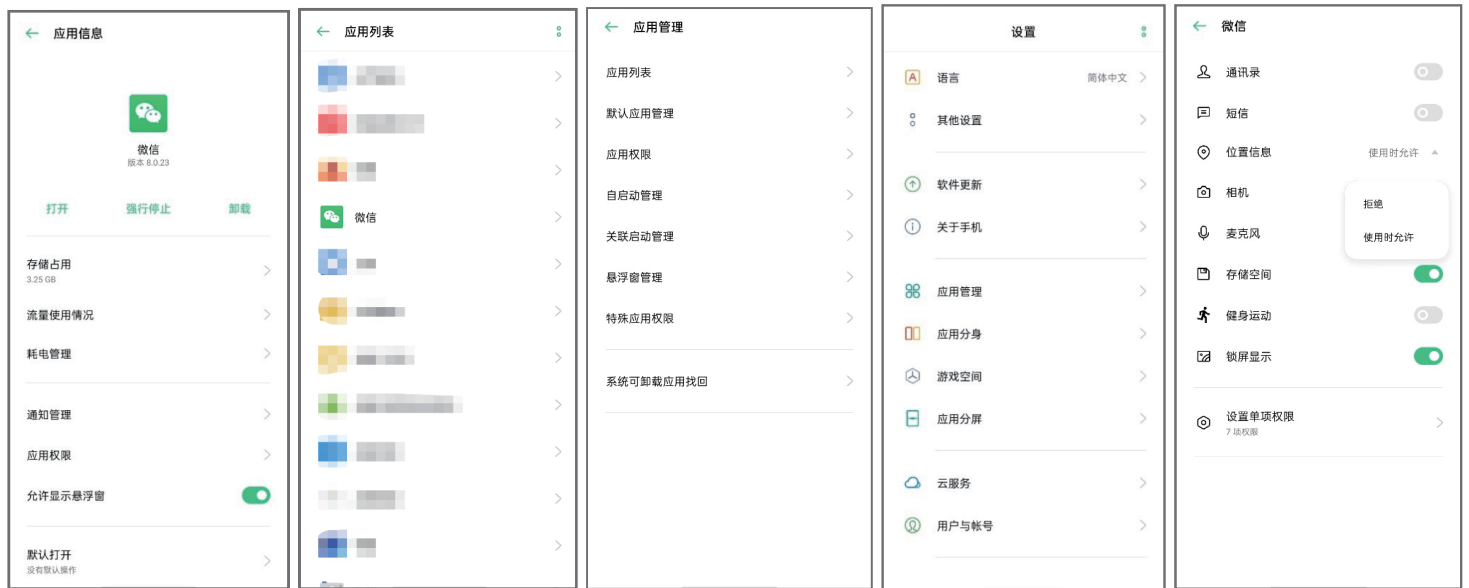 应用信息
微信
版本 8.0.23
打开
强行停止
卸载
存储占用
3.25 GB
流量使用情况
耗电管理
通知管理
应用权限
允许显示悬浮窗
默认打开
没有默认操作
应用列表
微信
应用管理
应用列表
默认应用管理
应用权限
自启动管理
关联启动管理
悬浮窗管理
特殊应用权限
系统可卸载应用找回
设置
语言 简体中文
其他设置
软件更新
关于手机
应用管理
应用分身
游戏空间
应用分屏
云服务
用户与帐号
微信
通讯录
短信
位置信息 使用时允许
相机
拒绝
麦克风
使用时允许
存储空间
健身运动
锁屏显示
设置单项权限
7 项权限